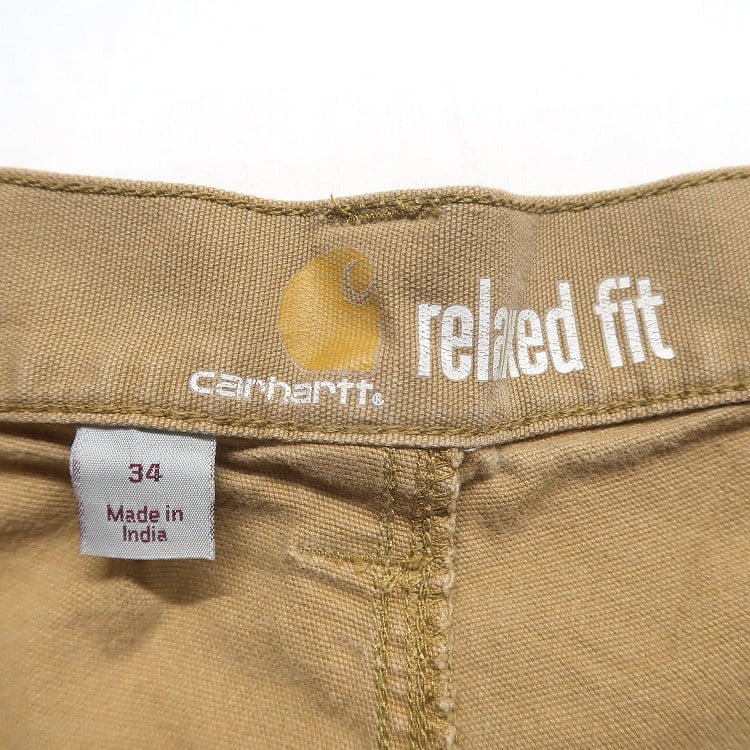 carhartt®
relaxed fit
34
Made in
India